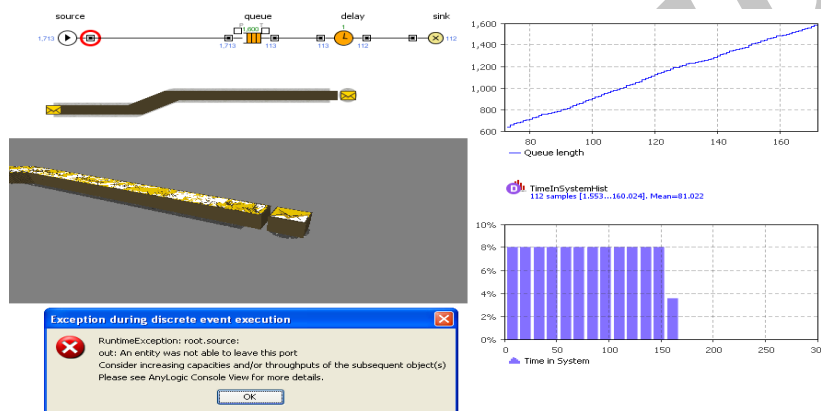 source
queue
delay
sink
1,713
1,600
1
112
1,713
113
113
112
1,600
1,400
1,200
1,000
800
600
80
100
120
140
160
Queue length
TimeInSystemHist
112 samples [1.553...160.024], Mean=81.022
10%
8%
6%
4%
2%
0%
0
50
100
150
200
250
Time in System
Exception during discrete event execution
RuntimeException: root.source:
out: An entity was not able to leave this port
Consider increasing capacities and/or throughputs of the subsequent object(s)
Please see AnyLogic Console View for more details.
OK